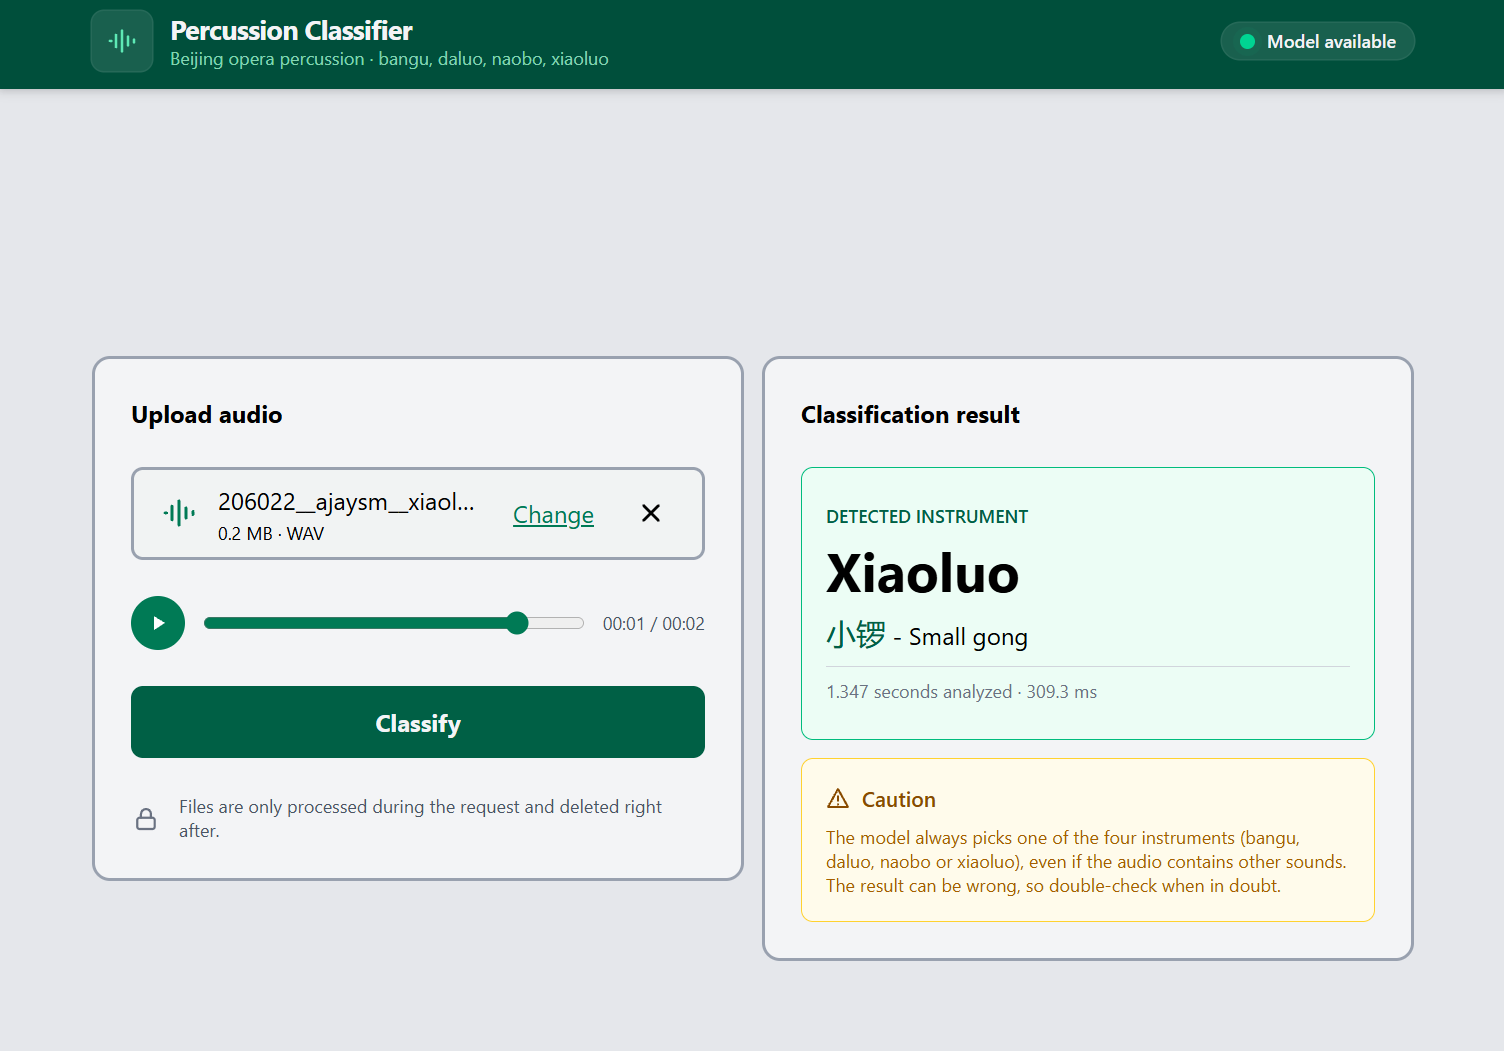 Percussion Classifier
Beijing opera percussion · bangu, daluo, naobo, xiaoluo
Model available
Upload audio
206022__ajaysm__xiaol...
0.2 MB · WAV
Change
00:01 / 00:02
Classify
Files are only processed during the request and deleted right
after.
Classification result
DETECTED INSTRUMENT
Xiaoluo
小锣 - Small gong
1.347 seconds analyzed · 309.3 ms
Caution
The model always picks one of the four instruments (bangu,
daluo, naobo or xiaoluo), even if the audio contains other sounds.
The result can be wrong, so double-check when in doubt.